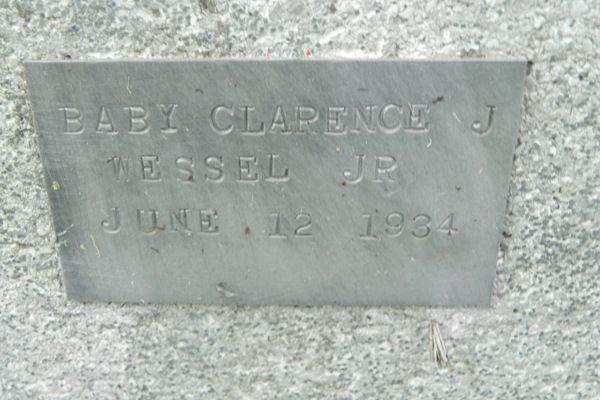 BABY CLARENCE J
WESSEL JR
JUNE 12 1934